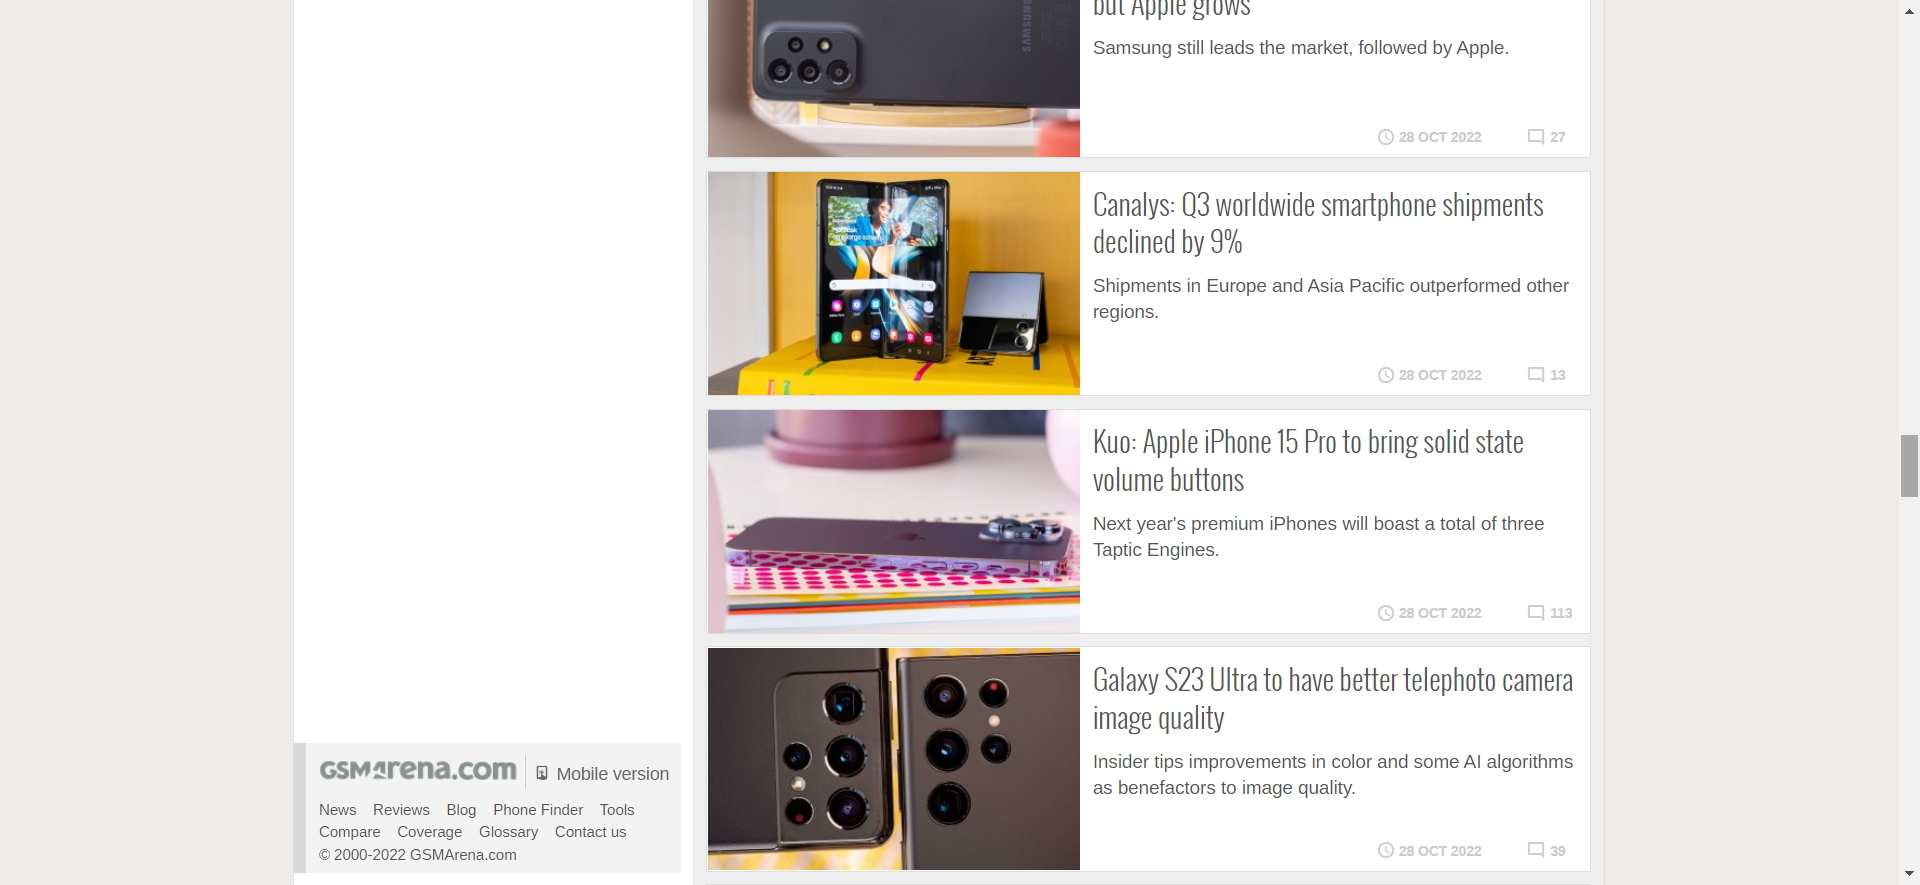 but Apple grows
Samsung still leads the market, followed by Apple.
28 OCT 2022
27
SAMSUNG
Canalys: Q3 worldwide smartphone shipments
declined by 9%
Shipments in Europe and Asia Pacific outperformed other
regions.
28 OCT 2022
13
Kuo: Apple iPhone 15 Pro to bring solid state
volume buttons
Next year's premium iPhones will boast a total of three
Taptic Engines.
28 OCT 2022
113
Galaxy S23 Ultra to have better telephoto camera
image quality
Insider tips improvements in color and some AI algorithms
as benefactors to image quality.
28 OCT 2022
39
GSMArena.com
Mobile version
News Reviews Blog Phone Finder Tools
Compare Coverage Glossary Contact us
© 2000-2022 GSMArena.com